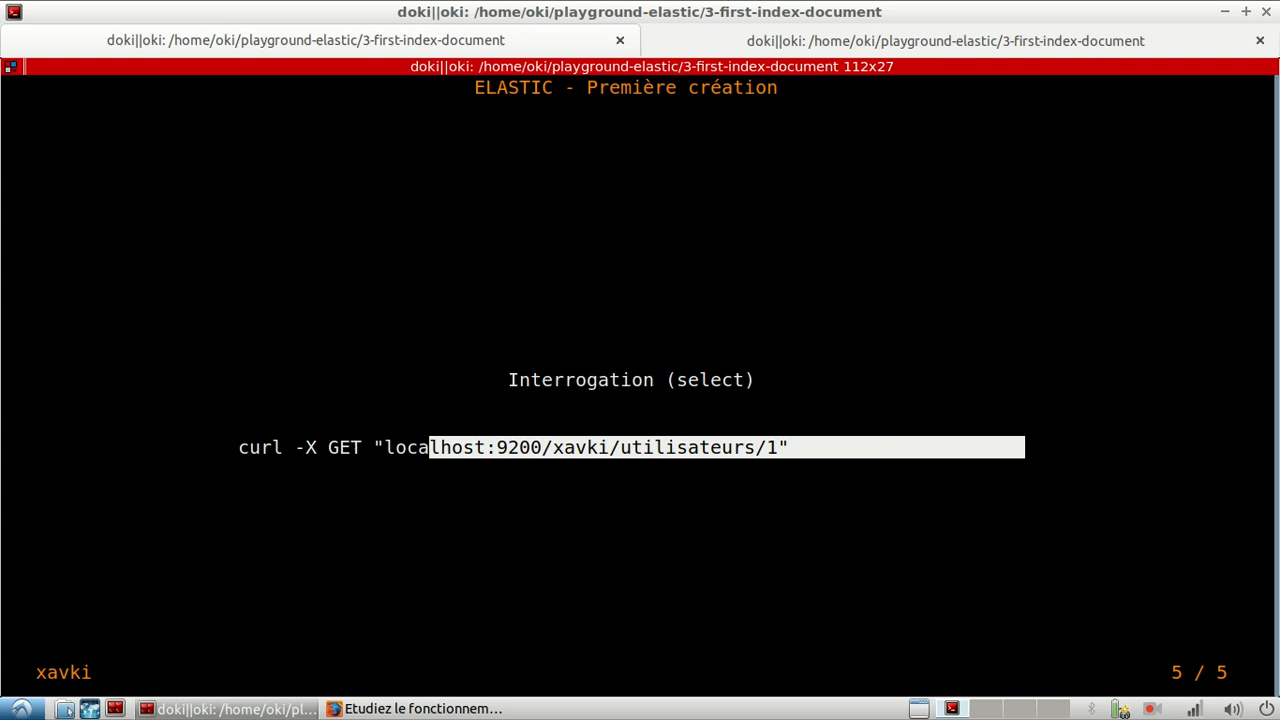 doki||oki: /home/oki/playground-elastic/3-first-index-document
doki||oki: /home/oki/playground-elastic/3-first-index-document
doki||oki: /home/oki/playground-elastic/3-first-index-document
doki||oki: /home/oki/playground-elastic/3-first-index-document 112x27
ELASTIC - Première création
Interrogation (select)
curl -X GET "localhost:9200/xavki/utilisateurs/1"
xavki
5 / 5
doki||oki: /home/oki/pl...
Etudiez le fonctionnem...